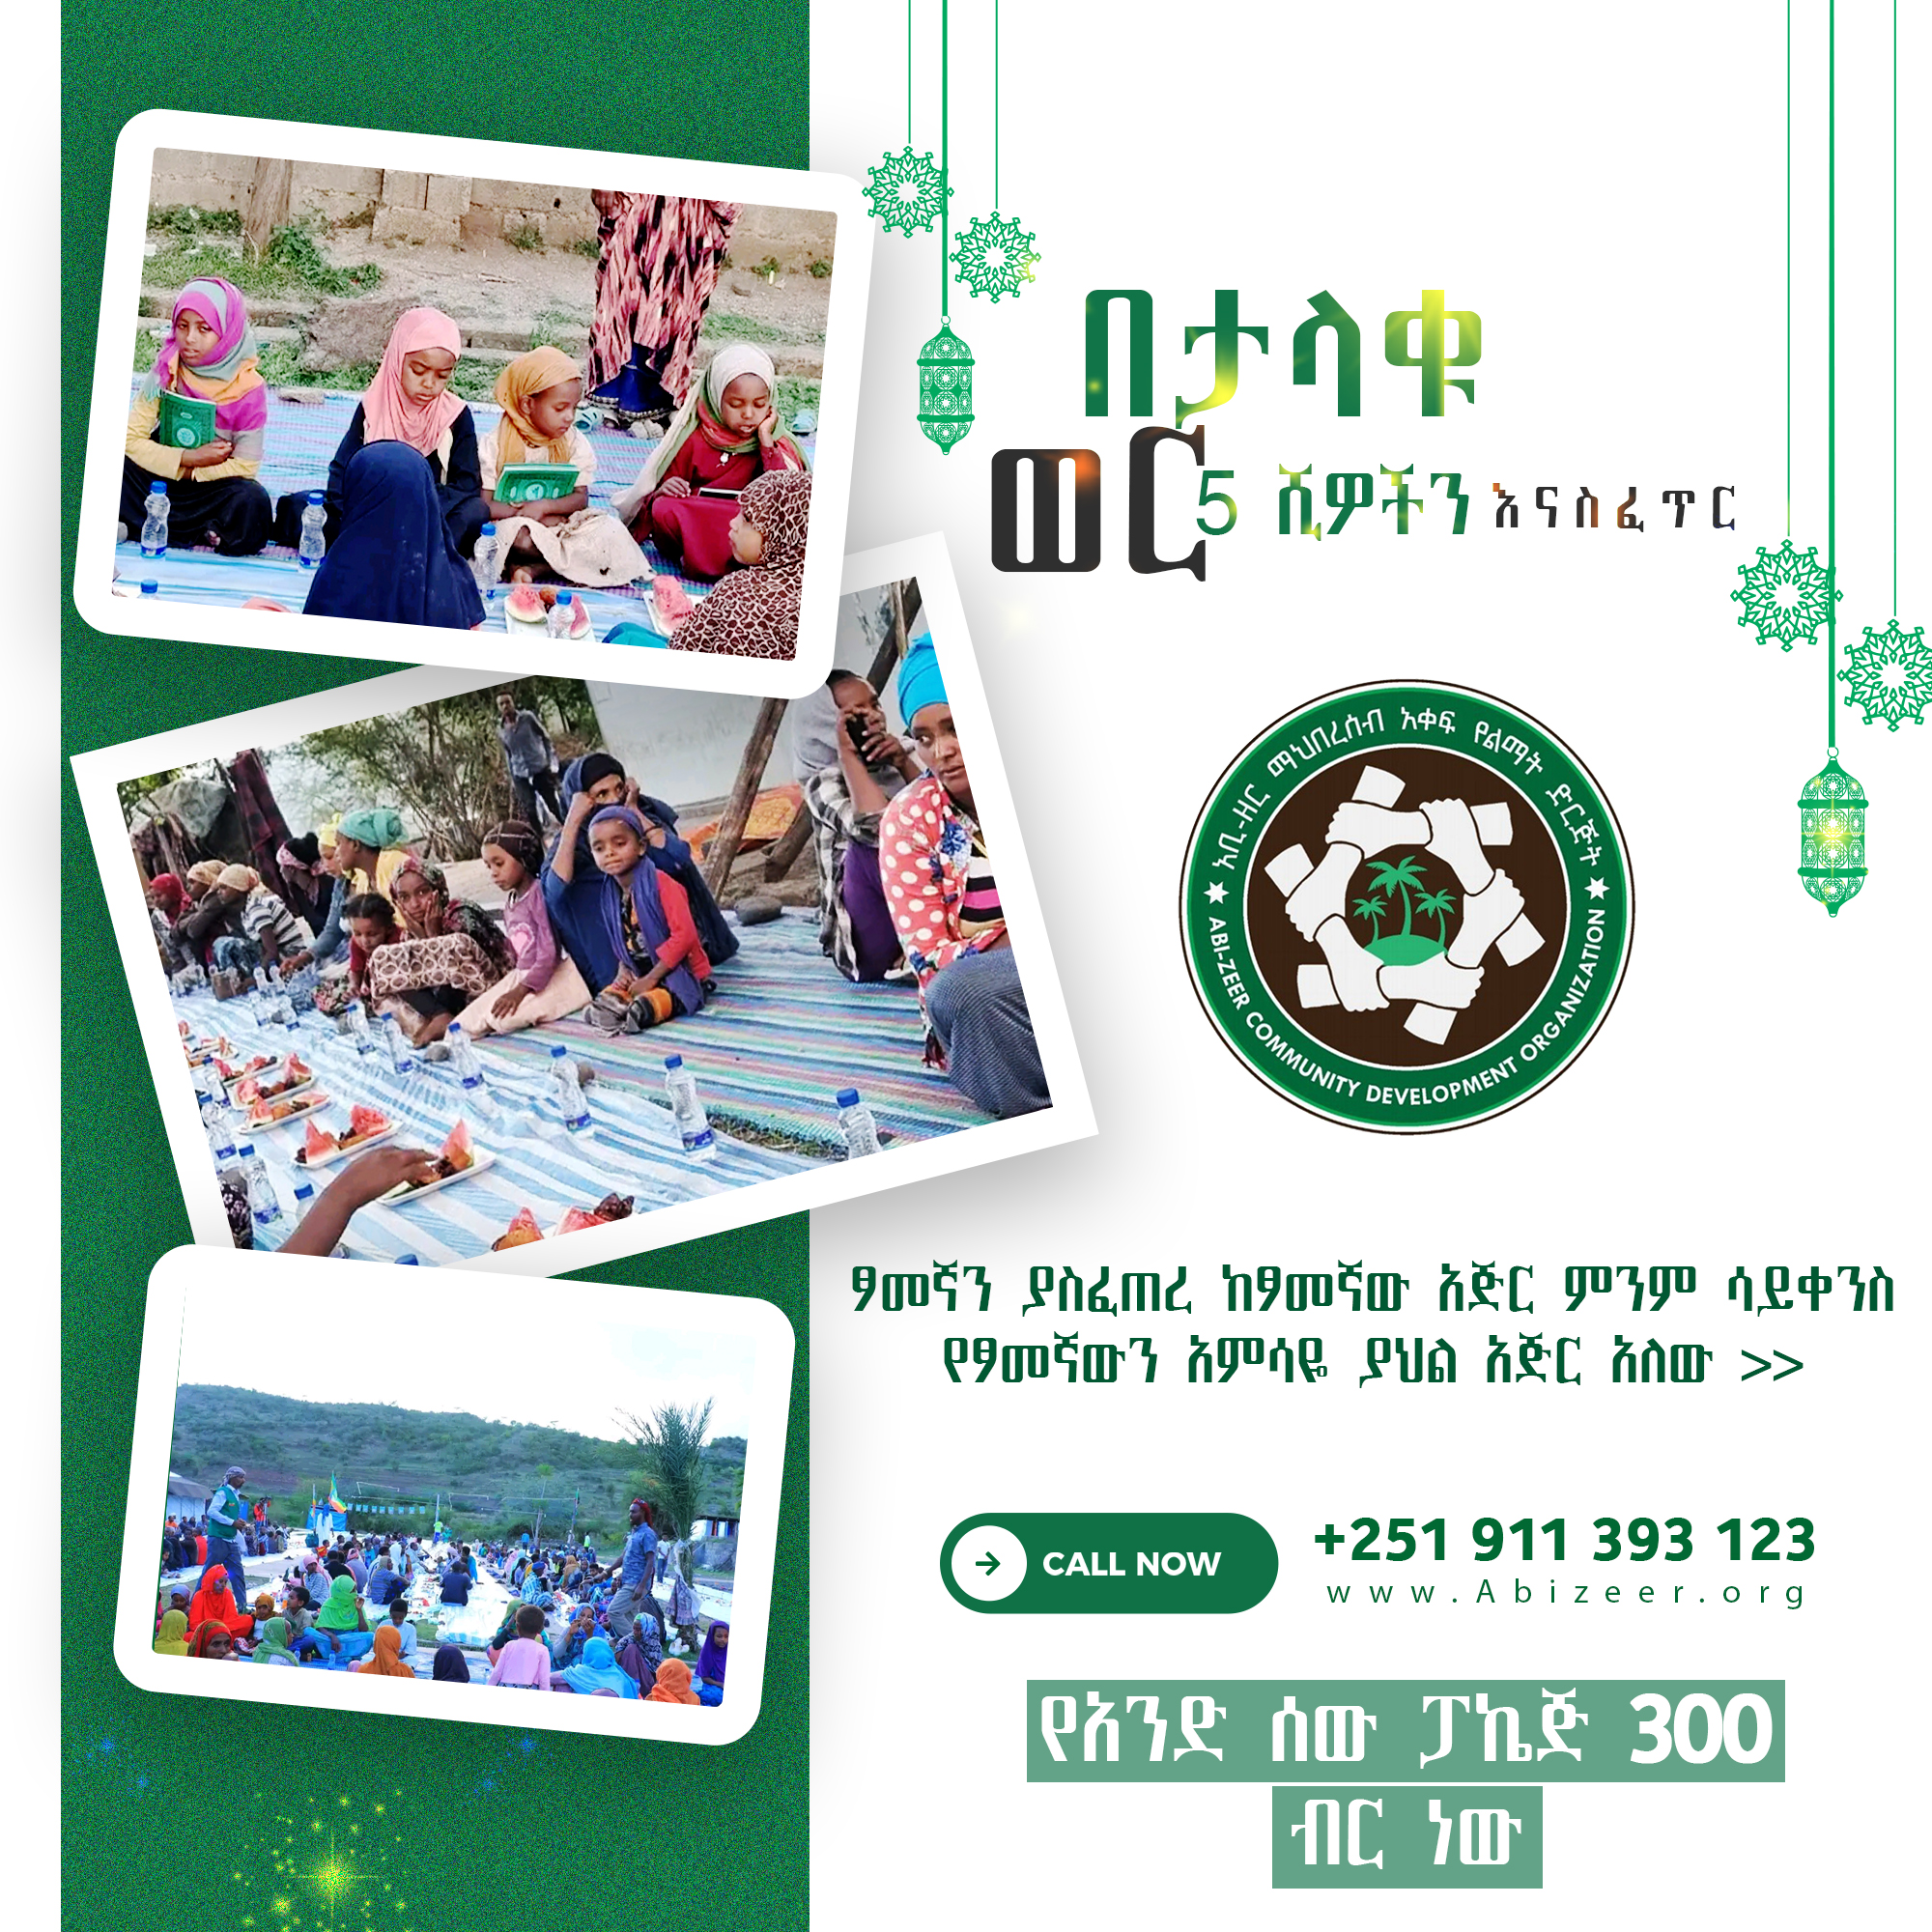 በታላቁ
ወር 5 ሺዎችን እናስፈጥር
አቢ-ዘር ማህበረሰብ አቀፍ የልማት ድርጅት
ABI-ZEER COMMUNITY DEVELOPMENT ORGANIZATION
ፆመኛን ያስፈጠረ ከፆመኛው አጅር ምንም ሳይቀንስ
የፆመኛውን አምሳዬ ያህል አጅር አለው >>
CALL NOW
+251 911 393 123
www.Abizeer.org
የአንድ ሰው ፓኬጅ 300
ብር ነው